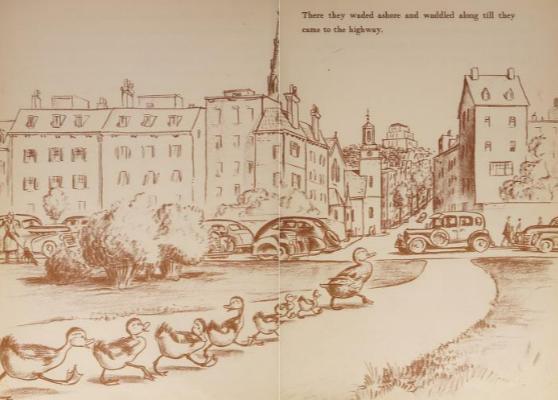 There they waded ashore and waddled along till they
came to the highway.